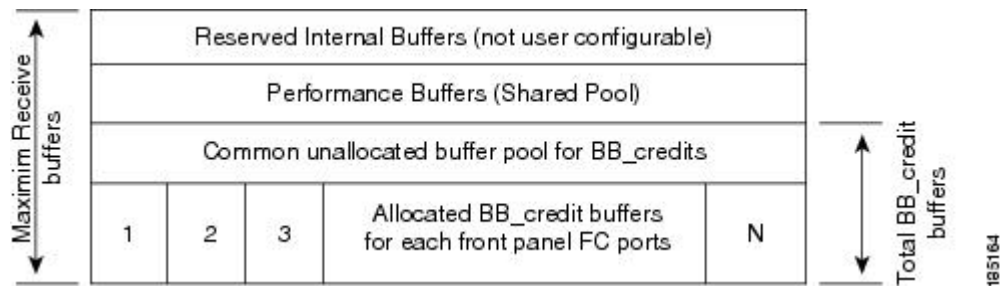 Maximim Receive
buffers
Reserved Internal Buffers (not user configurable)
Performance Buffers (Shared Pool)
Common unallocated buffer pool for BB_credits
1
2
3
Allocated BB_credit buffers
for each front panel FC ports
N
Total BB_credit
buffers
185164